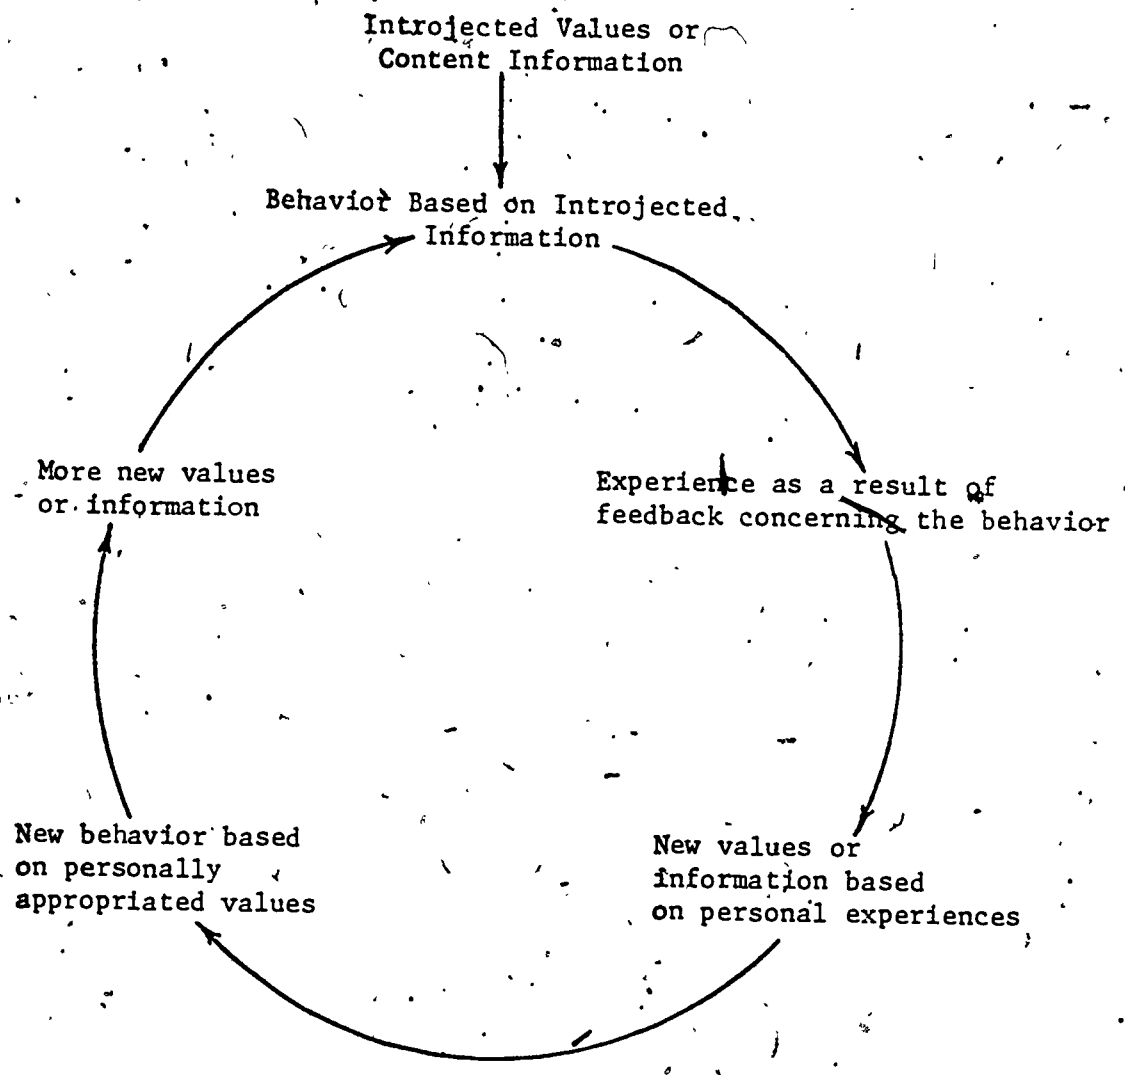 Introjected Values or
Content Information
Behavior Based on Introjected
Information
Experience as a result of
feedback concerning the behavior
New values or
information based
on personal experiences
New behavior based
on personally
appropriated values
More new values
or information